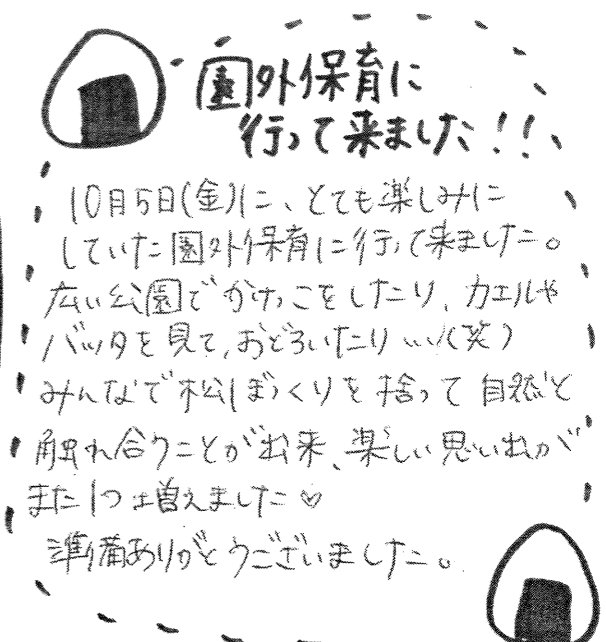 園外保育に
行って来ました!!
10月5日(金)に、とても楽しみに
していた園外保育に行って来ました。
広い公園でかけっこをしたり、カエルや
バッタを見て、おどろいたり…(笑)
みんなで松ぼっくりを捨って自然と
触れ合うことが出来、楽しい思い出が
また1つ増えました♡
準備ありがとうございました。